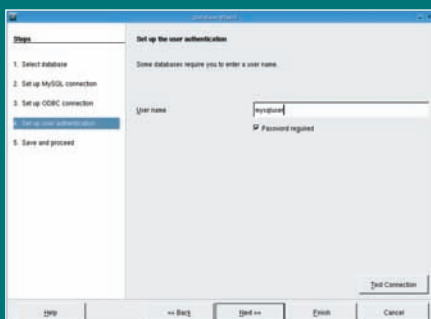 Database Wizard
Steps
1. Select database
2. Set up MySQL connection
3. Set up ODBC connection
4. Set up user authentication
5. Save and proceed
Set up the user authentication
Some databases require you to enter a user name.
User name
mysqluser
Password required
Test Connection
Help
<< Back
Next >>
Finish
Cancel